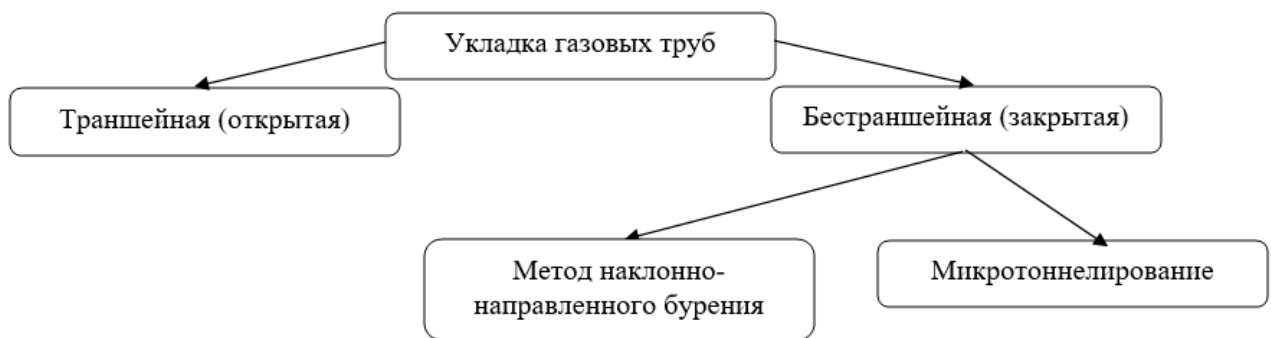 Укладка газовых труб
Траншейная (открытая)
Бестраншейная (закрытая)
Метод наклонно-
направленного бурения
Микротоннелирование